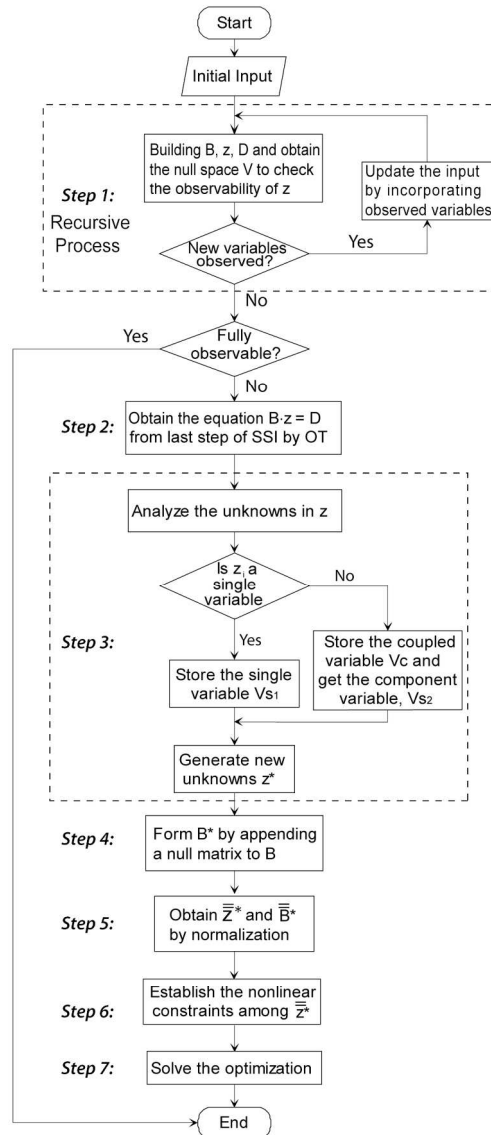 Start
Initial Input
Building B, z, D and obtain
the null space V to check
the observability of z
Update the input
by incorporating
observed variables
Step 1:
Recursive
Process
New variables
observed?
Yes
No
Yes
Fully
observable?
No
Step 2:
Obtain the equation B·z = D
from last step of SSI by OT
Analyze the unknowns in z
Is zi a
single
variable
No
Yes
Step 3:
Store the single
variable Vs1
Store the coupled
variable Vc and
get the component
variable, Vs2
Generate new
unknowns z*
Step 4:
Form B* by appending
a null matrix to B
Step 5:
Obtain z̿* and B̿*
by normalization
Step 6:
Establish the nonlinear
constraints among z̿*
Step 7:
Solve the optimization
End